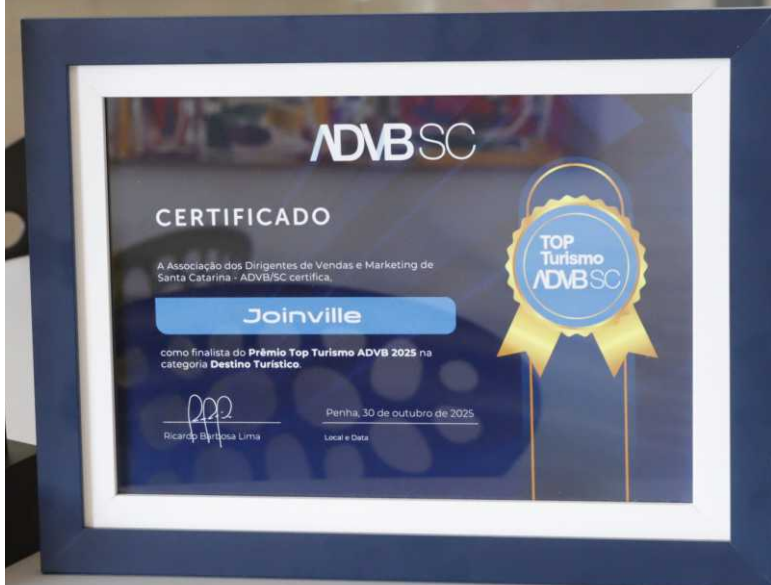 ADVB SC
CERTIFICADO
A Associação dos Dirigentes de Vendas e Marketing de
Santa Catarina - ADVB/SC certifica,
Joinville
como finalista do Prêmio Top Turismo ADVB 2025 na
categoria Destino Turístico.
Ricardo Barbosa Lima
Penha, 30 de outubro de 2025
Local e Data
TOP
Turismo
ADVB SC